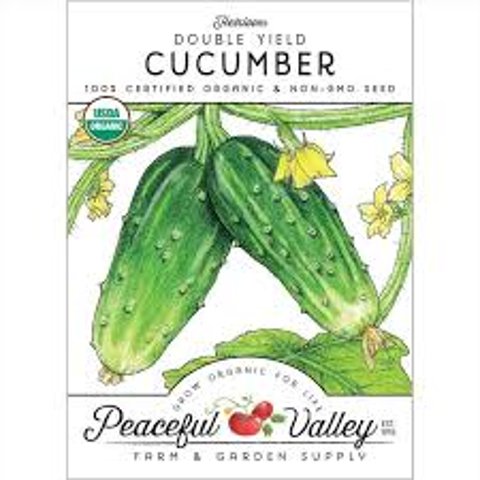 Heirloom
DOUBLE YIELD
CUCUMBER
100% CERTIFIED ORGANIC & NON-GMO SEED
USDA
ORGANIC
GROW ORGANIC FOR LIFE
Peaceful Valley
EST.
FARM & GARDEN SUPPLY